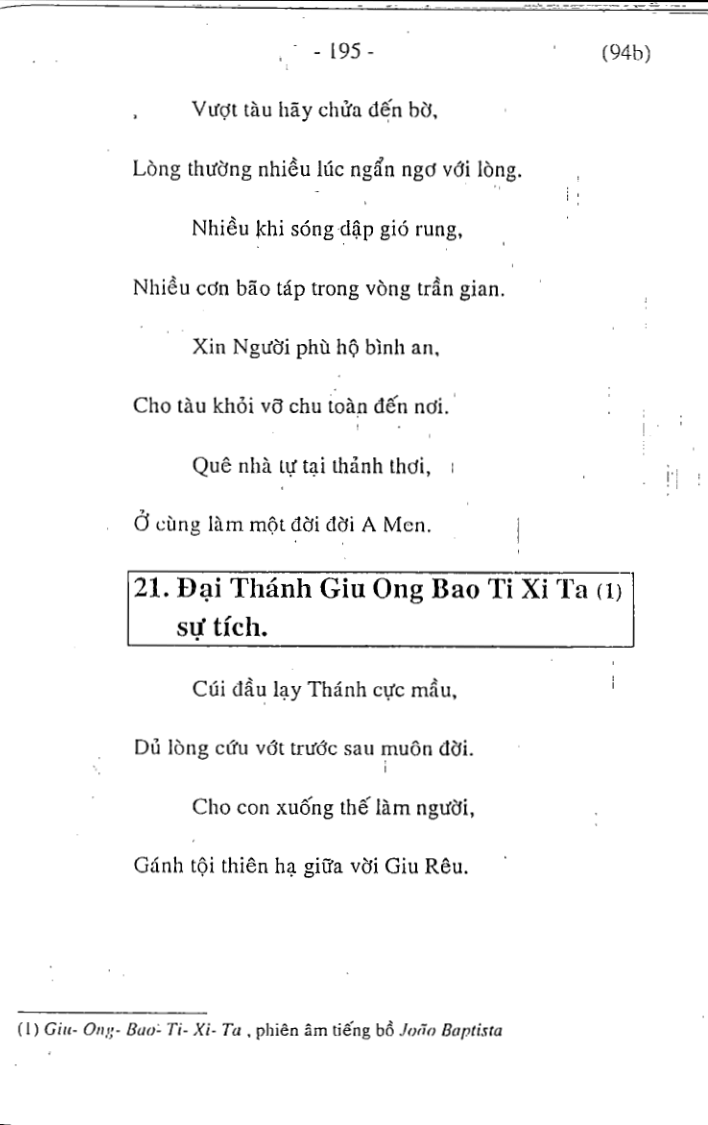 - 195 -
(94b)
Vượt tàu hãy chửa đến bờ,
Lòng thường nhiều lúc ngẩn ngơ với lòng.
Nhiều khi sóng dập gió rung,
Nhiều cơn bão táp trong vòng trần gian.
Xin Người phù hộ bình an,
Cho tàu khỏi vỡ chu toàn đến nơi.
Quê nhà tự tại thảnh thơi,
Ở cùng làm một đời đời A Men.
21. Đại Thánh Giu Ong Bao Ti Xi Ta (1)
sự tích.
Cúi đầu lạy Thánh cực mầu,
Dủ lòng cứu vớt trước sau muôn đời.
Cho con xuống thế làm người,
Gánh tội thiên hạ giữa vời Giu Rêu.
(1) Giu- Ong- Bao- Ti- Xi- Ta , phiên âm tiếng bồ João Baptista